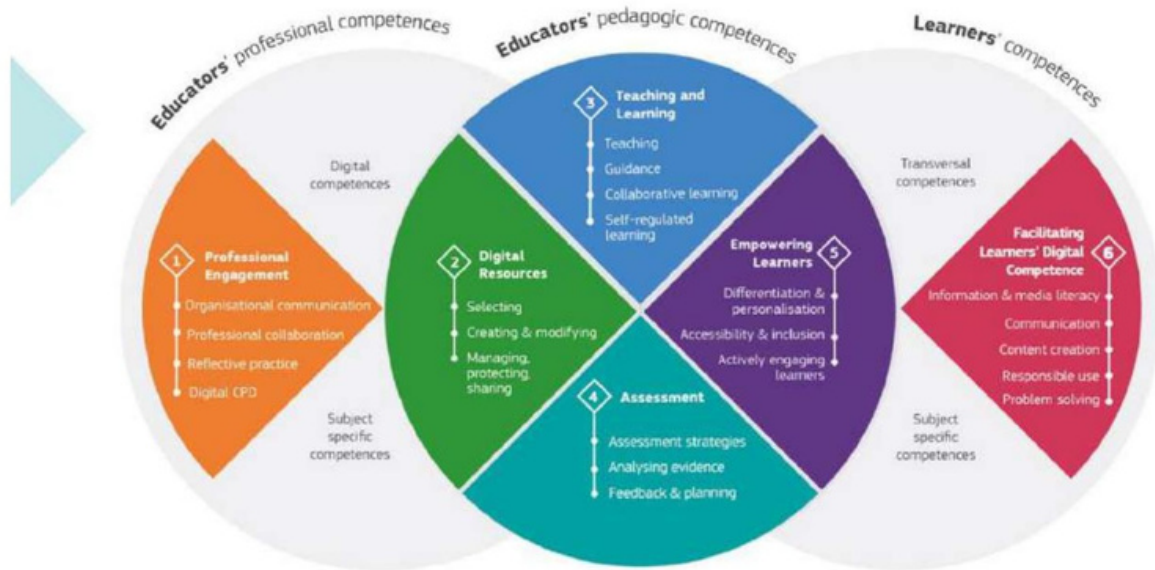 Educators' professional competences
Educators' pedagogic competences
Learners' competences
Digital
competences
Transversal
competences
Subject
specific
competences
Subject
specific
competences
1
Professional
Engagement
Organisational communication
Professional collaboration
Reflective practice
Digital CPD
2
Digital
Resources
Selecting
Creating & modifying
Managing,
protecting,
sharing
3
Teaching and
Learning
Teaching
Guidance
Collaborative learning
Self-regulated
learning
4
Assessment
Assessment strategies
Analysing evidence
Feedback & planning
5
Empowering
Learners
Differentiation &
personalisation
Accessibility & inclusion
Actively engaging
learners
6
Facilitating
Learners' Digital
Competence
Information & media literacy
Communication
Content creation
Responsible use
Problem solving